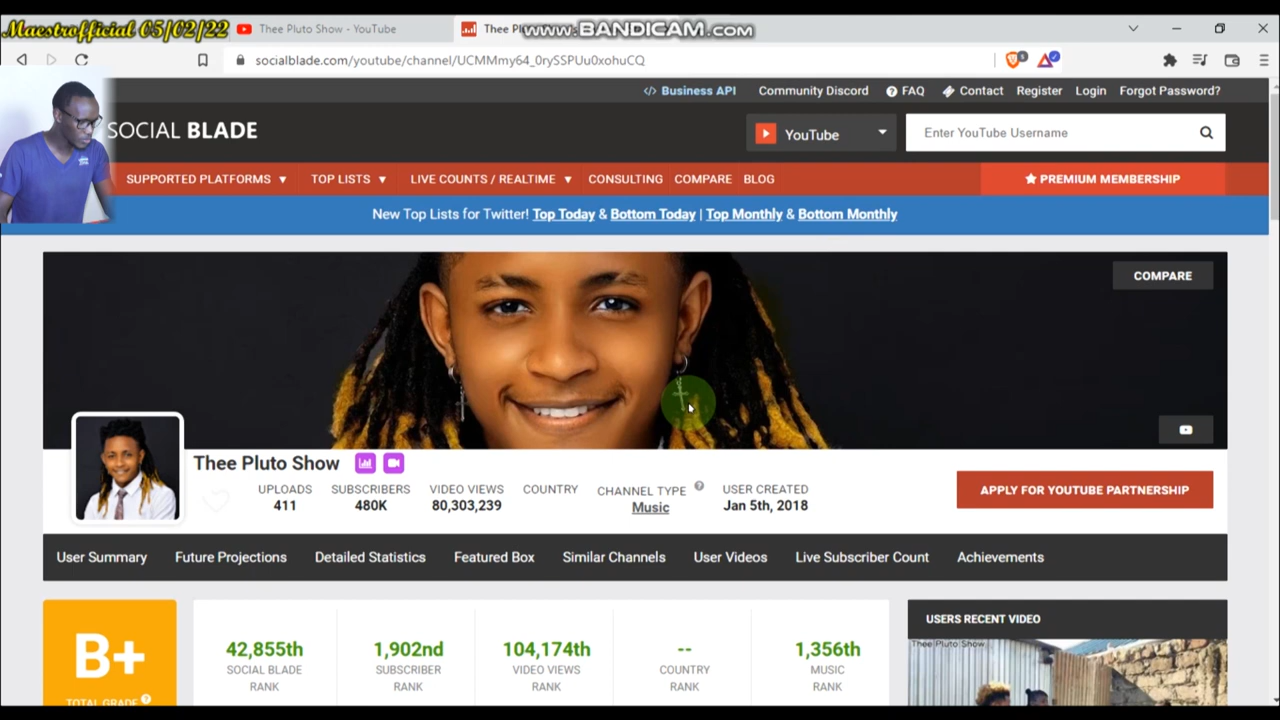 Maestrofficial 05/02/22
Thee Pluto Show - YouTube
Thee Pl
www.BANDICAM.com
socialblade.com/youtube/channel/UCMMmy64_0rySSPUu0xohuCQ
</> Business API
Community Discord
FAQ
Contact
Register
Login
Forgot Password?
SOCIAL BLADE
YouTube
Enter YouTube Username
SUPPORTED PLATFORMS
TOP LISTS
LIVE COUNTS / REALTIME
CONSULTING
COMPARE
BLOG
PREMIUM MEMBERSHIP
New Top Lists for Twitter! Top Today & Bottom Today | Top Monthly & Bottom Monthly
COMPARE
Thee Pluto Show
UPLOADS
411
SUBSCRIBERS
480K
VIDEO VIEWS
80,303,239
COUNTRY
CHANNEL TYPE
Music
USER CREATED
Jan 5th, 2018
APPLY FOR YOUTUBE PARTNERSHIP
User Summary
Future Projections
Detailed Statistics
Featured Box
Similar Channels
User Videos
Live Subscriber Count
Achievements
B+
TOTAL GRADE
42,855th
SOCIAL BLADE
RANK
1,902nd
SUBSCRIBER
RANK
104,174th
VIDEO VIEWS
RANK
--
COUNTRY
RANK
1,356th
MUSIC
RANK
USERS RECENT VIDEO
Thee Pluto Show